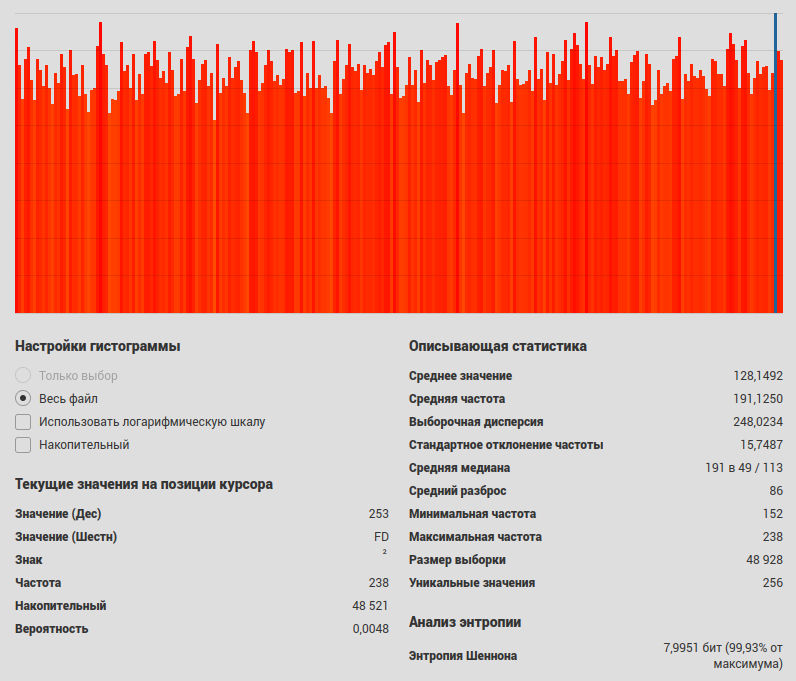 Настройки гистограммы
Только выбор
Весь файл
Использовать логарифмическую шкалу
Накопительный
Текущие значения на позиции курсора
Значение (Дес) 253
Значение (Шестн) FD
Знак ²
Частота 238
Накопительный 48 521
Вероятность 0,0048
Описывающая статистика
Среднее значение 128,1492
Средняя частота 191,1250
Выборочная дисперсия 248,0234
Стандартное отклонение частоты 15,7487
Средняя медиана 191 в 49 / 113
Средний разброс 86
Минимальная частота 152
Максимальная частота 238
Размер выборки 48 928
Уникальные значения 256
Анализ энтропии
Энтропия Шеннона 7,9951 бит (99,93% от
максимума)